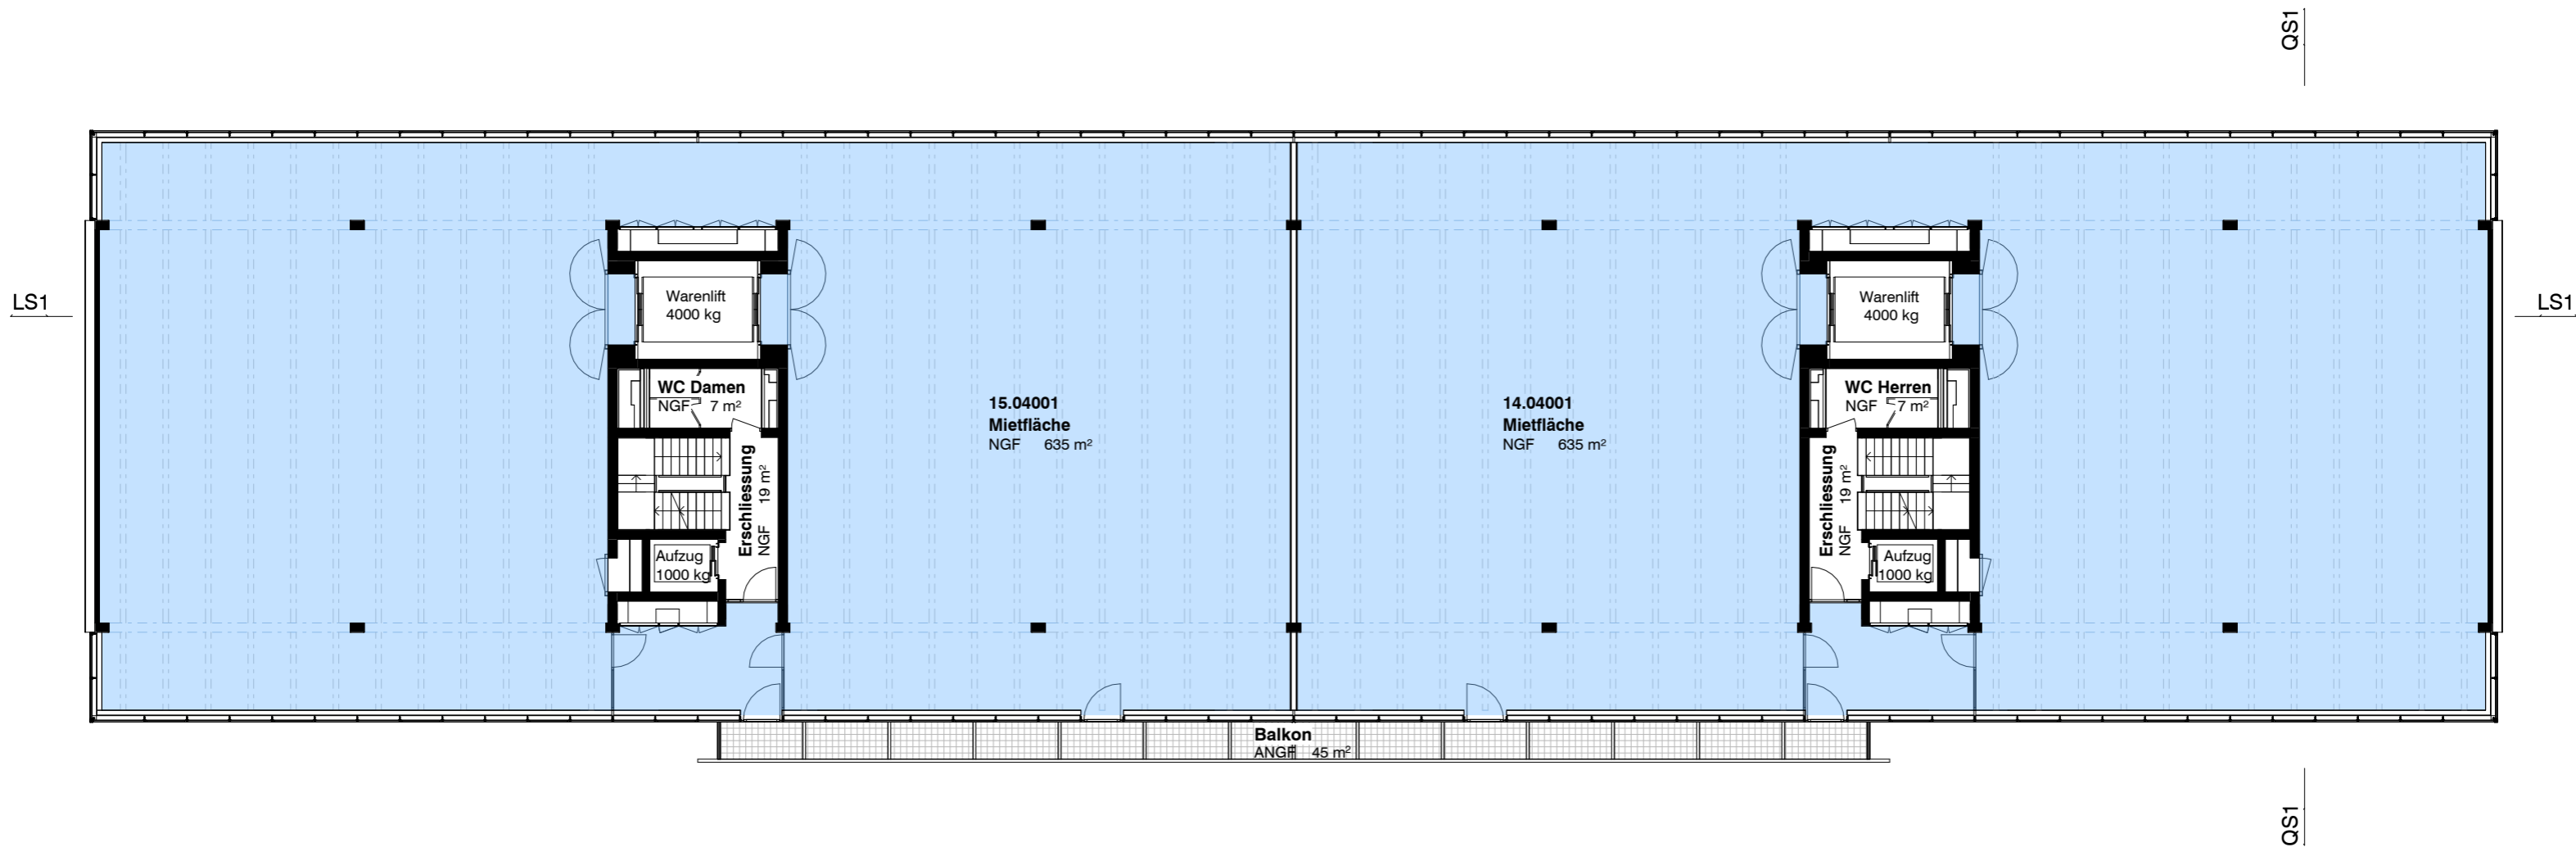 QS1
LS1
Warenlift
4000 kg
WC Damen
NGF 7 m²
Erschliessung
NGF 19 m²
Aufzug
1000 kg
15.04001
Mietfläche
NGF 635 m²
14.04001
Mietfläche
NGF 635 m²
Warenlift
4000 kg
WC Herren
NGF 7 m²
Erschliessung
NGF 19 m²
Aufzug
1000 kg
LS1
Balkon
ANGF 45 m²
QS1